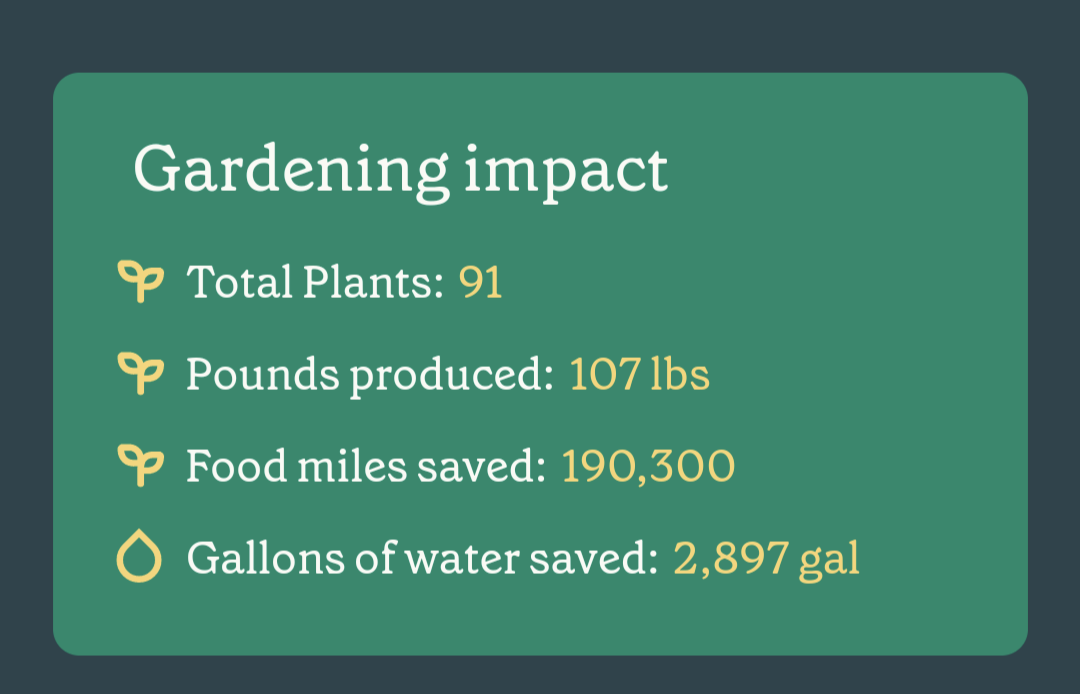 Gardening impact
Total Plants: 91
Pounds produced: 107 lbs
Food miles saved: 190,300
Gallons of water saved: 2,897 gal